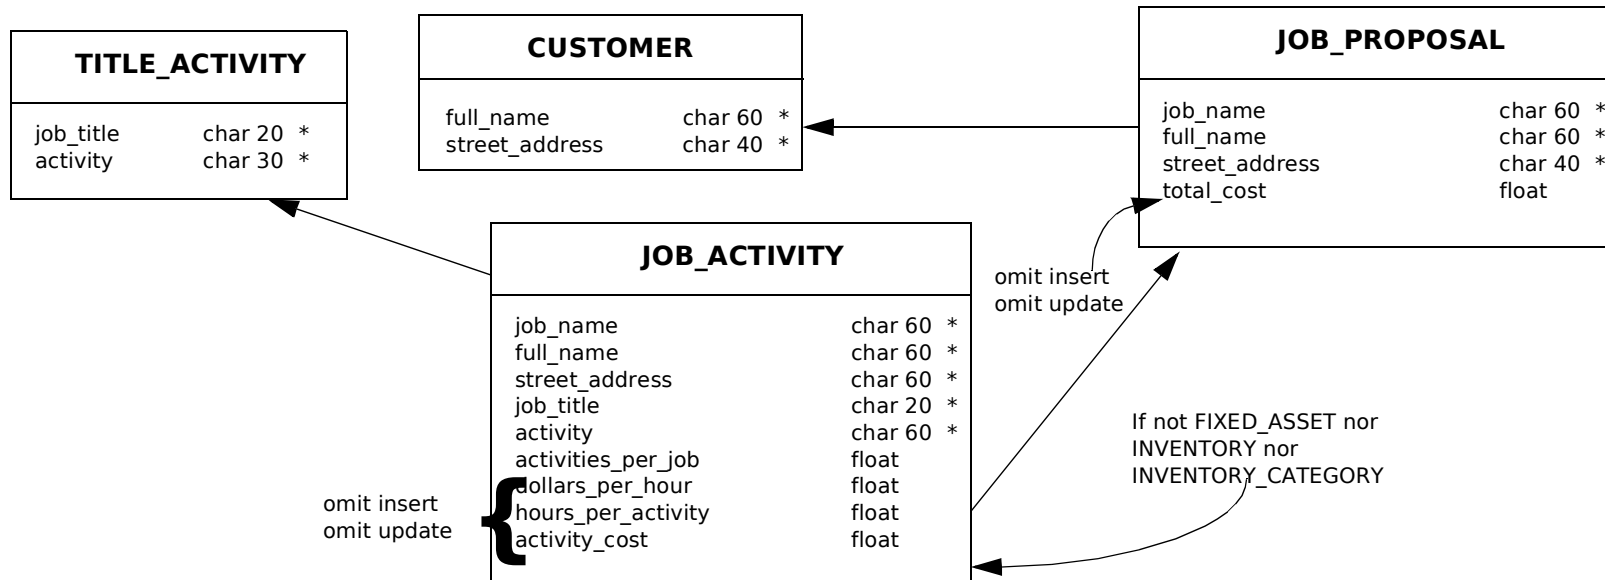 TITLE_ACTIVITY
job_title char 20 *
activity char 30 *
CUSTOMER
full_name char 60 *
street_address char 40 *
JOB_PROPOSAL
job_name char 60 *
full_name char 60 *
street_address char 40 *
total_cost float
omit insert
omit update
JOB_ACTIVITY
job_name char 60 *
full_name char 60 *
street_address char 60 *
job_title char 20 *
activity char 60 *
activities_per_job float
dollars_per_hour float
hours_per_activity float
activity_cost float
omit insert
omit update
If not FIXED_ASSET nor
INVENTORY nor
INVENTORY_CATEGORY